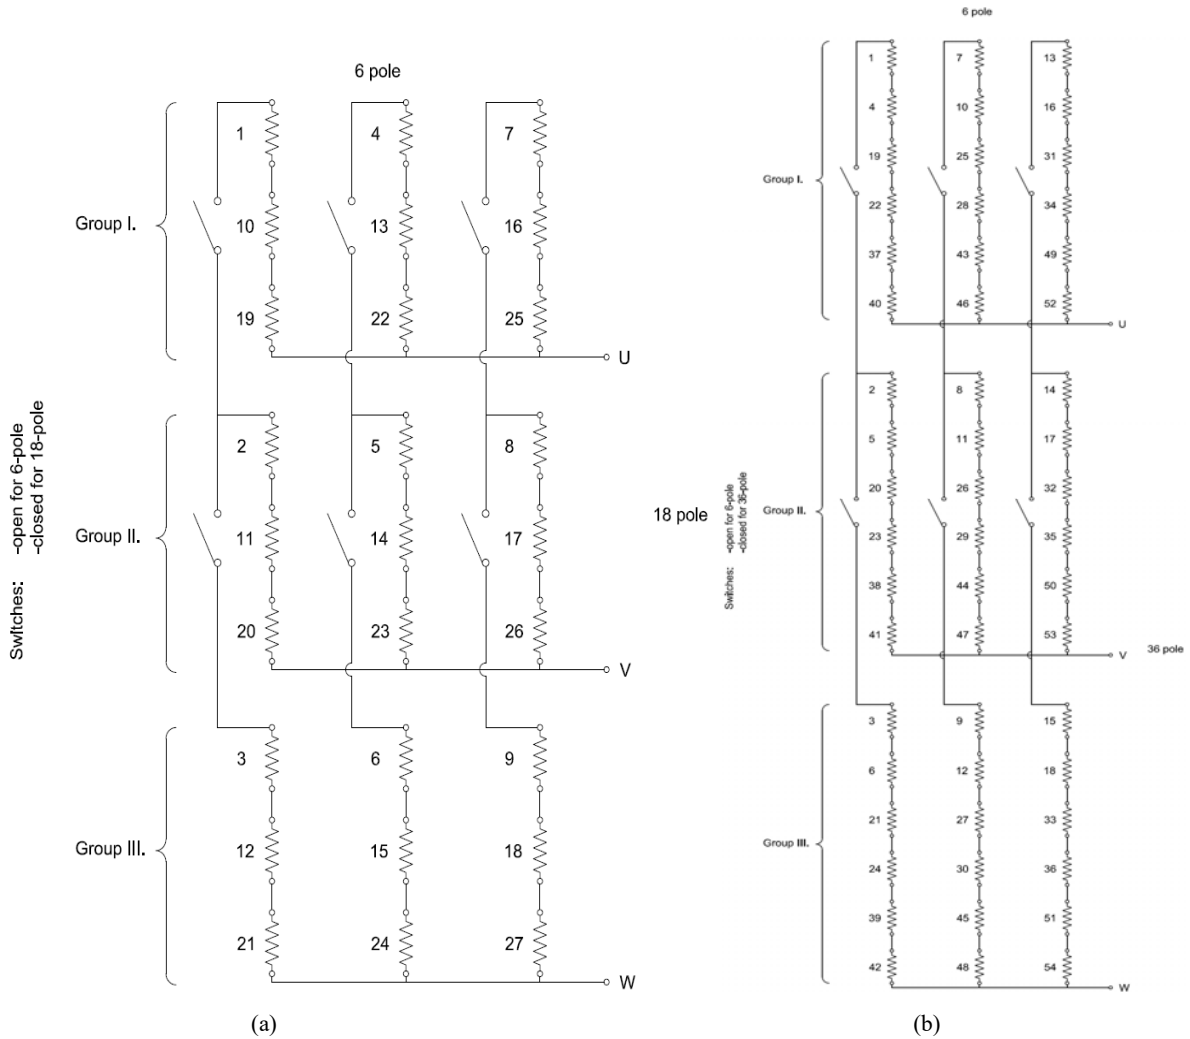 6 pole
1 4 7
Group I.
10 13 16
19 22 25
U
2 5 8
Switches: -open for 6-pole
-closed for 18-pole
Group II.
11 14 17
18 pole
20 23 26
V
3 6 9
Group III.
12 15 18
21 24 27
W
(a)
6 pole
1 7 13
4 10 16
19 25 31
Group I.
22 28 34
37 43 49
40 46 52
U
2 8 14
5 11 17
20 26 32
Switches: -open for 6-pole
-closed for 36-pole
Group II.
23 29 35
38 44 50
41 47 53
V
36 pole
3 9 15
6 12 18
21 27 33
Group III.
24 30 36
39 45 51
42 48 54
W
(b)